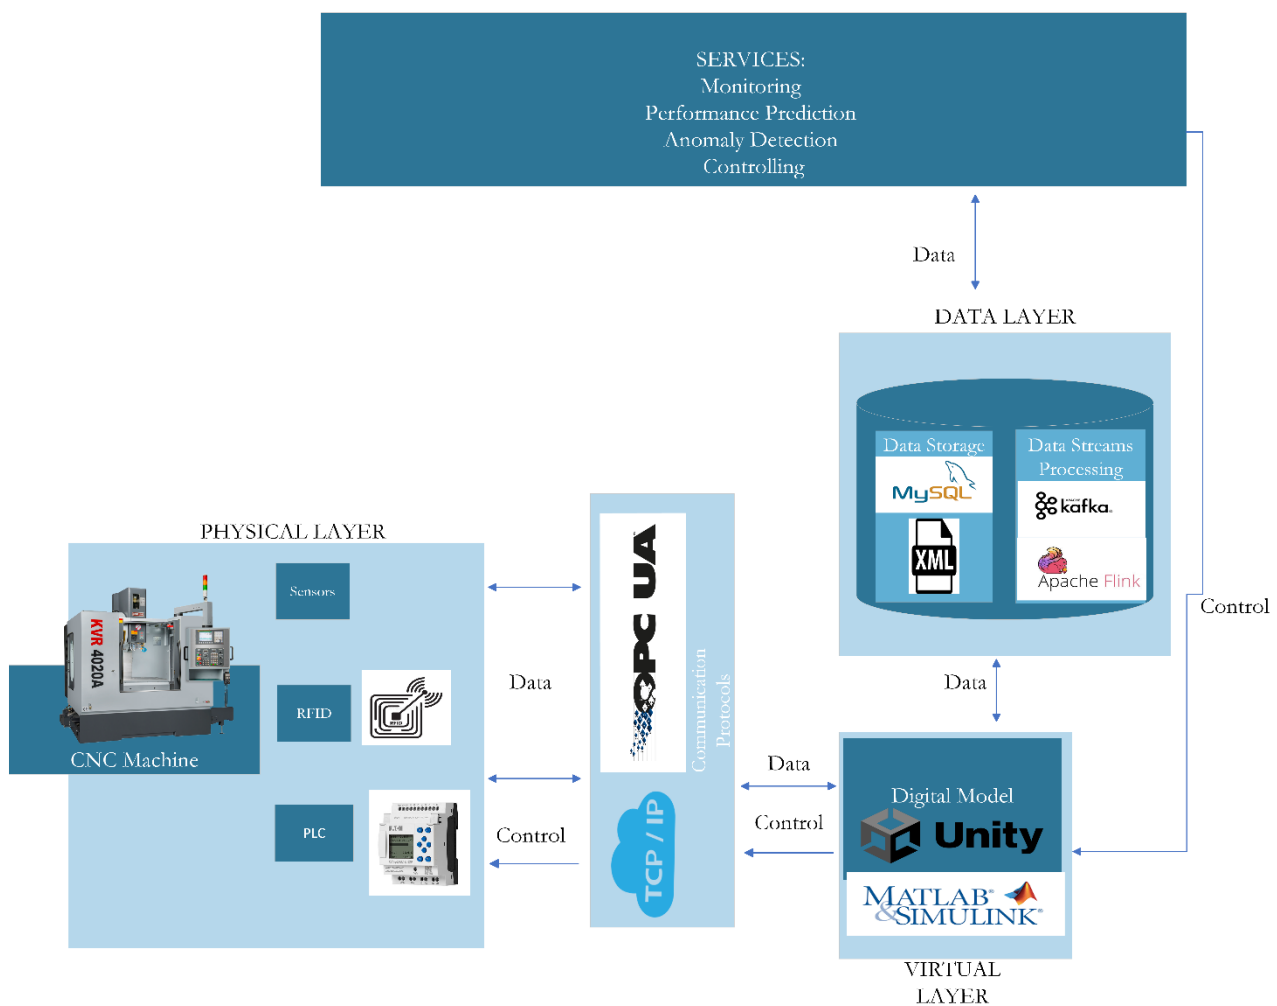 SERVICES:
Monitoring
Performance Prediction
Anomaly Detection
Controlling
Data
DATA LAYER
Data Storage
MySQL
XML
Data Streams
Processing
kafka
Apache Flink
Control
PHYSICAL LAYER
Sensors
KVR 4020A
RFID
RFID
CNC Machine
PLC
Data
Control
OPC UA
Communication
Protocols
TCP / IP
Data
Data
Control
Digital Model
Unity
MATLAB®
&SIMULINK®
VIRTUAL
LAYER